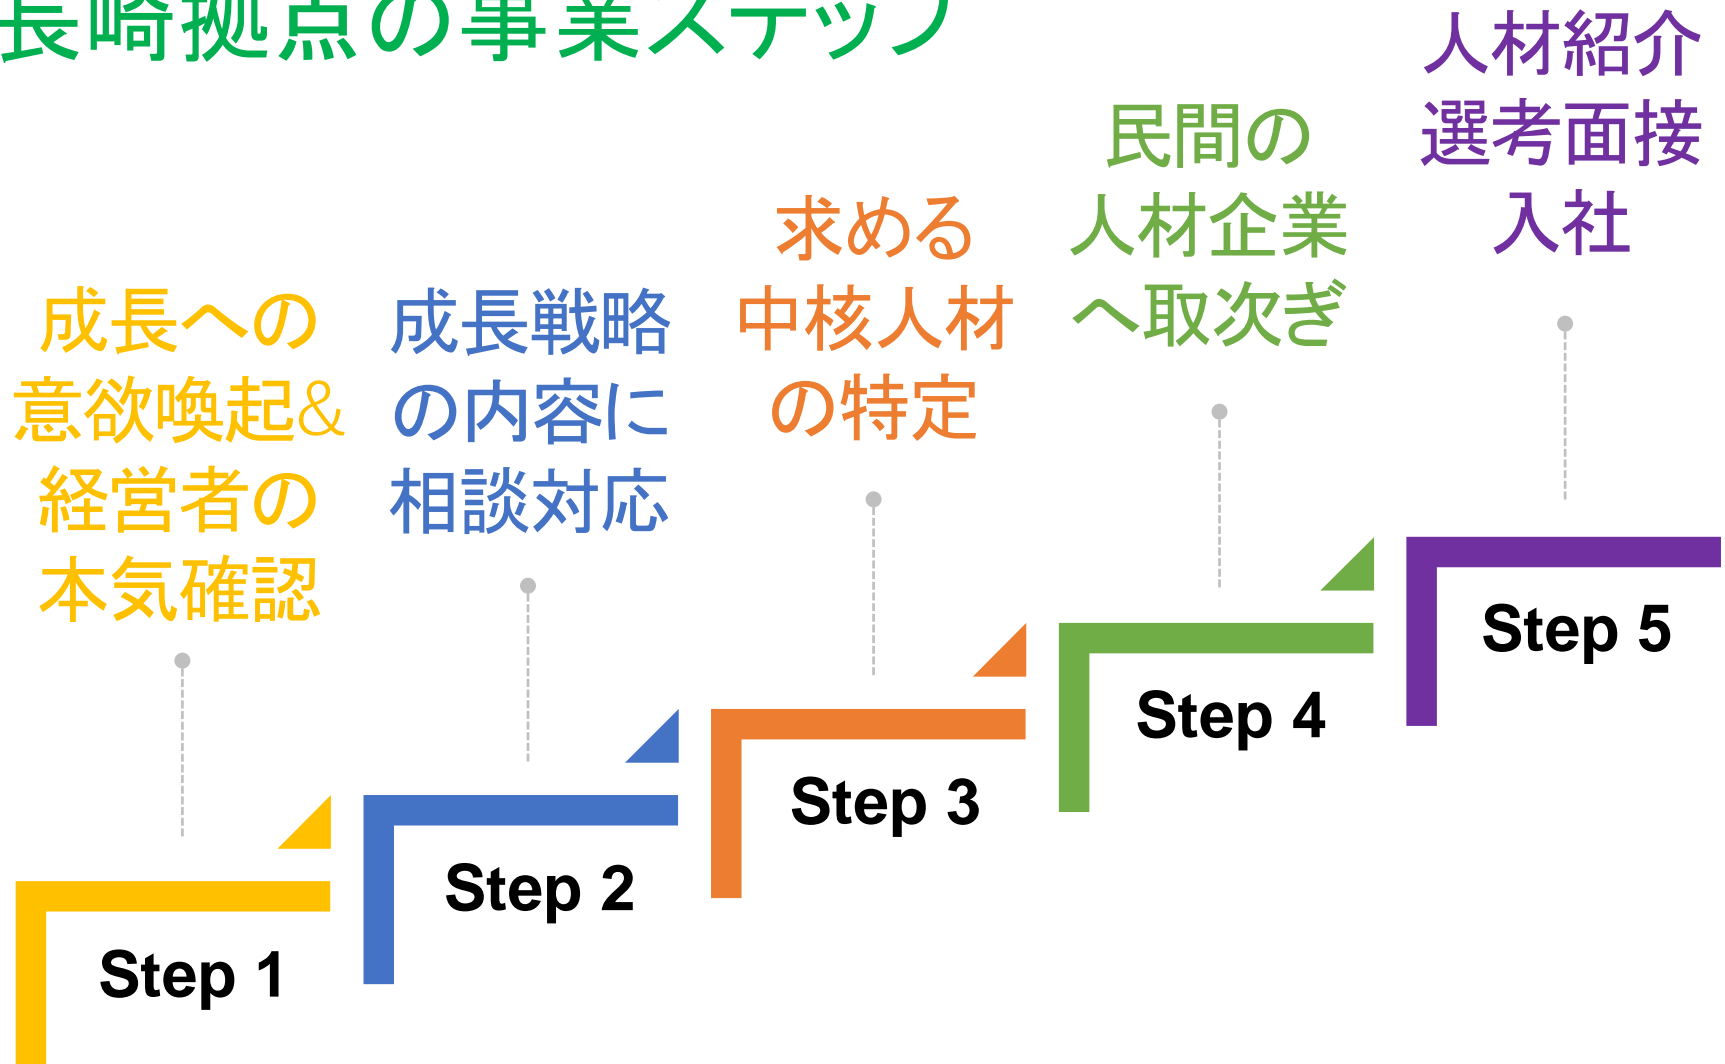 長崎拠点の事業ステップ
成長への
意欲喚起&
経営者の
本気確認
Step 1
成長戦略
の内容に
相談対応
Step 2
求める
中核人材
の特定
Step 3
民間の
人材企業
へ取次ぎ
Step 4
人材紹介
選考面接
入社
Step 5